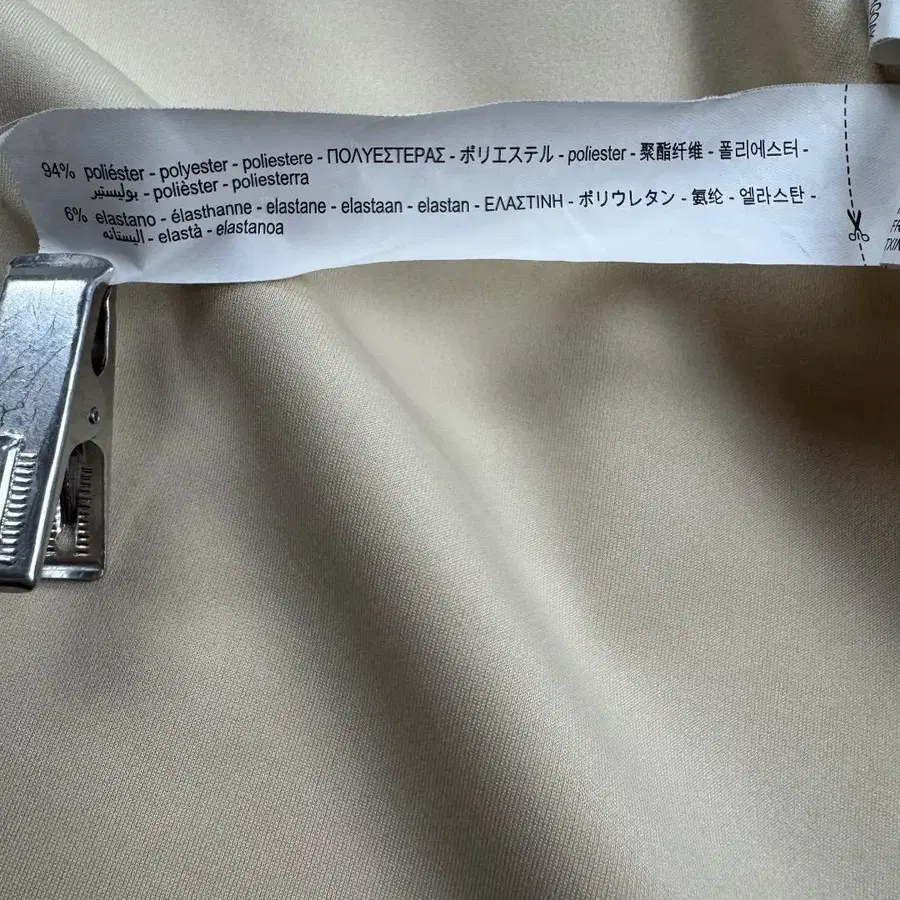 94% poliéster - polyester - poliestere - ΠΟΛΥΕΣΤΕΡΑΣ - ポリエステル - poliester - 聚酯纤维 - 폴리에스터 -
بوليستير - polièster - poliesterra
6% elastano - élasthanne - elastane - elastaan - elastan - ΕΛΑΣΤΙΝΗ - ポリウレタン - 氨纶 - 엘라스탄 -
اليستانه - elastà - elastanoa